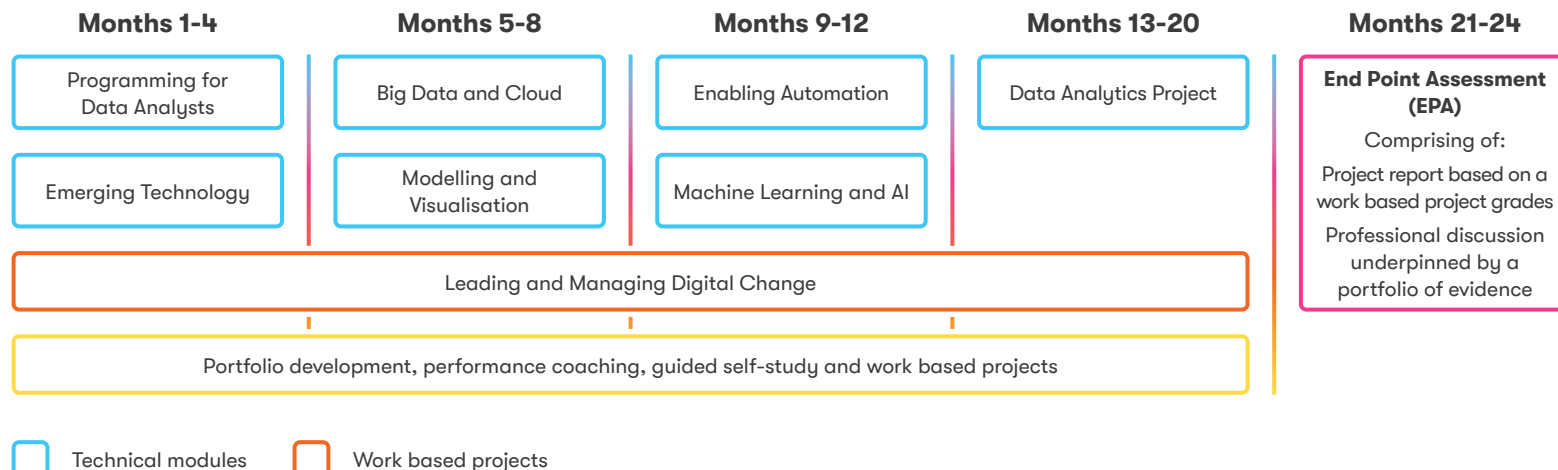 Months 1-4
Months 5-8
Months 9-12
Months 13-20
Months 21-24
Programming for
Data Analysts
Big Data and Cloud
Enabling Automation
Data Analytics Project
Emerging Technology
Modelling and
Visualisation
Machine Learning and AI
End Point Assessment
(EPA)
Comprising of:
Project report based on a
work based project grades
Professional discussion
underpinned by a
portfolio of evidence
Leading and Managing Digital Change
Portfolio development, performance coaching, guided self-study and work based projects
Technical modules
Work based projects